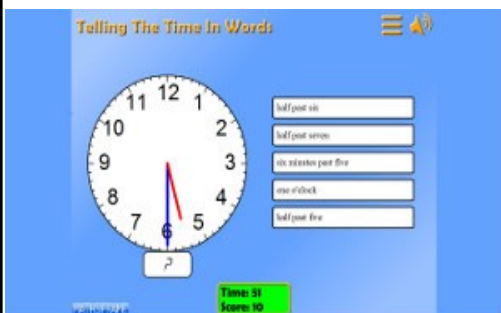 Telling The Time In Words
12
11
1
10
2
9
3
8
4
7
5
6
?
half past six
half past seven
six minutes past five
one o'clock
half past five
Time: 51
Score: 10